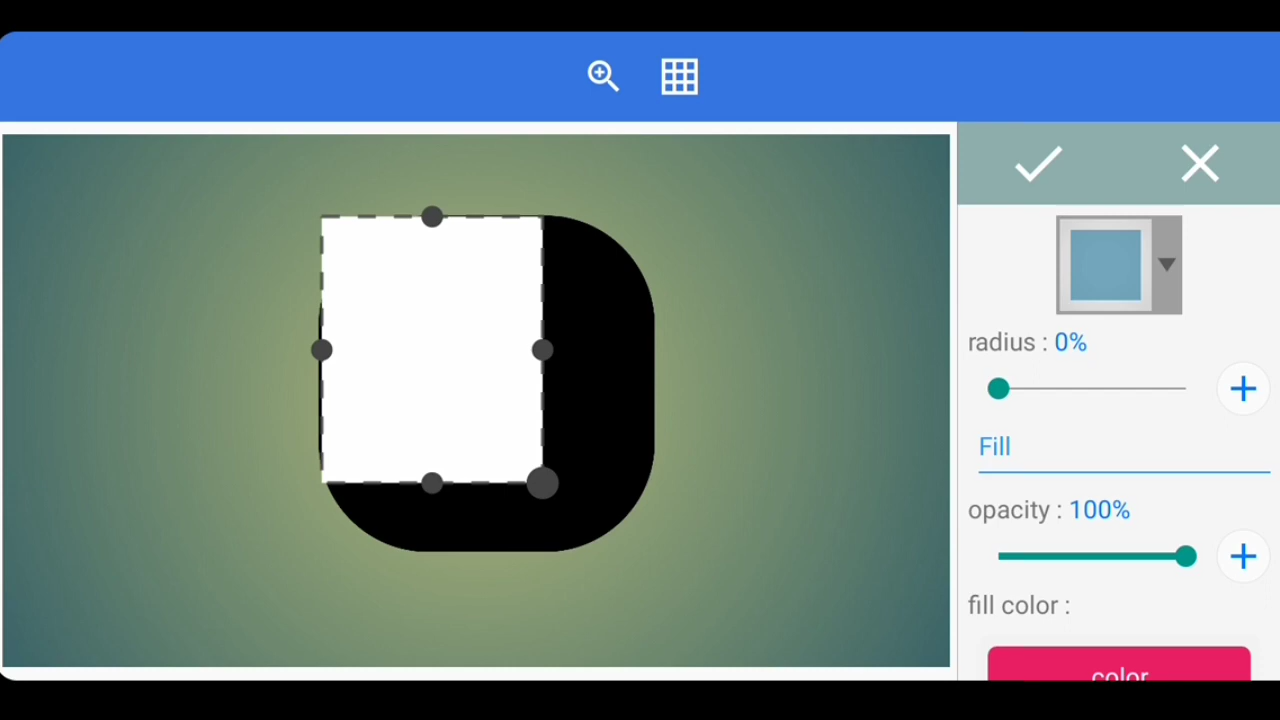 radius : 0%
Fill
opacity : 100%
fill color :
color